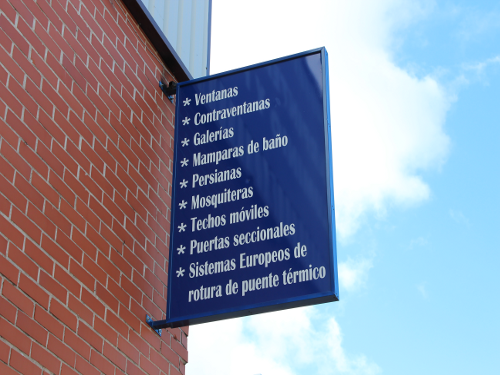 * Ventanas
* Contraventanas
* Galerías
* Mamparas de baño
* Persianas
* Mosquiteras
* Techos móviles
* Puertas seccionales
* Sistemas Europeos de
rotura de puente térmico